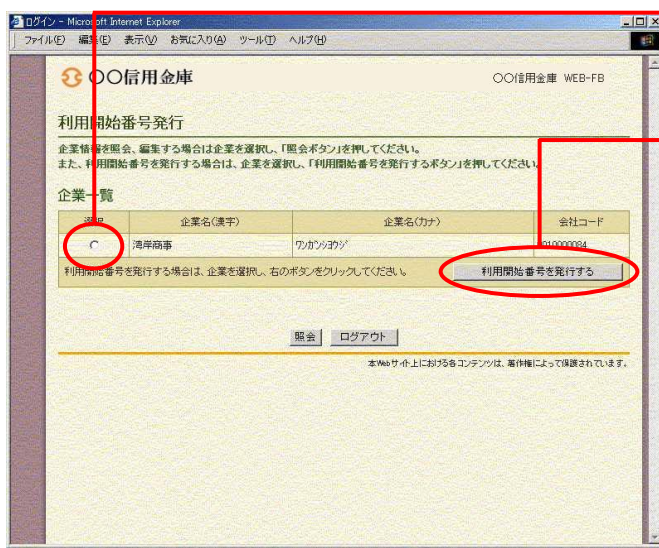 ログイン - Microsoft Internet Explorer
ファイル(F) 編集(E) 表示(V) お気に入り(A) ツール(T) ヘルプ(H)
〇〇信用金庫
〇〇信用金庫 WEB-FB
利用開始番号発行
企業情報を照会、編集する場合は企業を選択し、「照会ボタン」を押してください。
また、利用開始番号を発行する場合は、企業を選択し、「利用開始番号を発行するボタン」を押してください。
企業一覧
選択 企業名(漢字) 企業名(カナ) 会社コード
湾岸商事 ワンガンシヨウジ 010000084
利用開始番号を発行する場合は、企業を選択し、右のボタンをクリックしてください。 利用開始番号を発行する
照会 ログアウト
本Webサイト上における各コンテンツは、著作権によって保護されています。